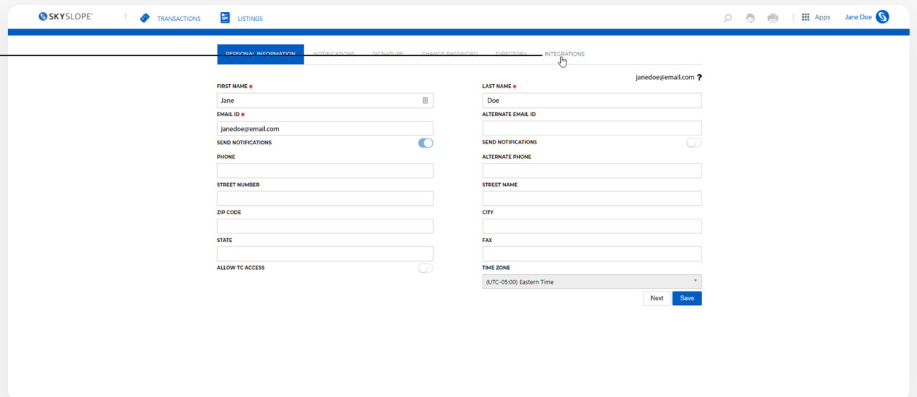 SKYSLOPE TRANSACTIONS LISTINGS Apps Jane Doe
PERSONAL INFORMATION NOTIFICATIONS SIGNATURE CHANGE PASSWORD DIRECTORY INTEGRATIONS
janedoe@email.com ?
FIRST NAME * LAST NAME *
Jane Doe
EMAIL ID * ALTERNATE EMAIL ID
janedoe@email.com
SEND NOTIFICATIONS SEND NOTIFICATIONS
PHONE ALTERNATE PHONE
STREET NUMBER STREET NAME
ZIP CODE CITY
STATE FAX
ALLOW TC ACCESS TIME ZONE
(UTC-05:00) Eastern Time
Next Save